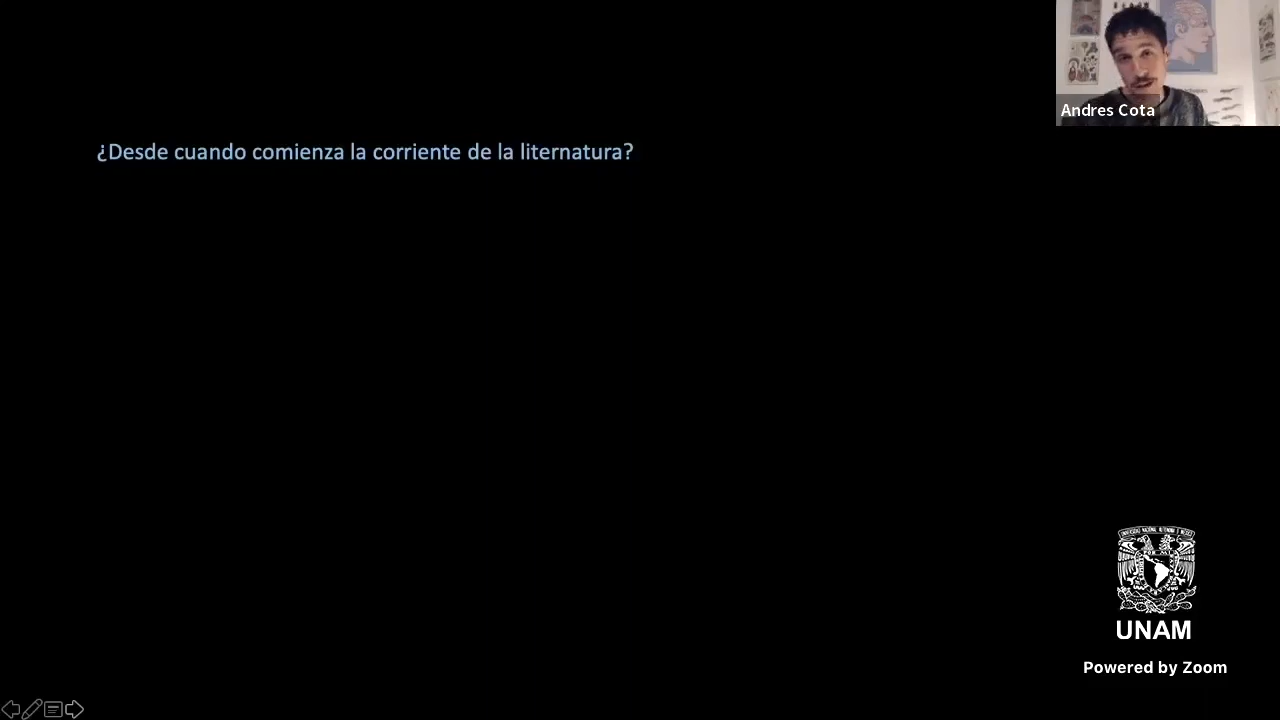 Andres Cota
¿Desde cuando comienza la corriente de la liternatura?
UNAM
Powered by Zoom